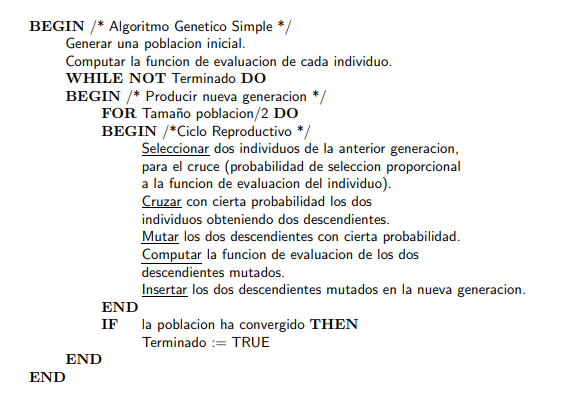 BEGIN /* Algoritmo Genetico Simple */
Generar una poblacion inicial.
Computar la funcion de evaluacion de cada individuo.
WHILE NOT Terminado DO
BEGIN /* Producir nueva generacion */
FOR Tamaño poblacion/2 DO
BEGIN /*Ciclo Reproductivo */
Seleccionar dos individuos de la anterior generacion,
para el cruce (probabilidad de seleccion proporcional
a la funcion de evaluacion del individuo).
Cruzar con cierta probabilidad los dos
individuos obteniendo dos descendientes.
Mutar los dos descendientes con cierta probabilidad.
Computar la funcion de evaluacion de los dos
descendientes mutados.
Insertar los dos descendientes mutados en la nueva generacion.
END
IF la poblacion ha convergido THEN
Terminado := TRUE
END
END